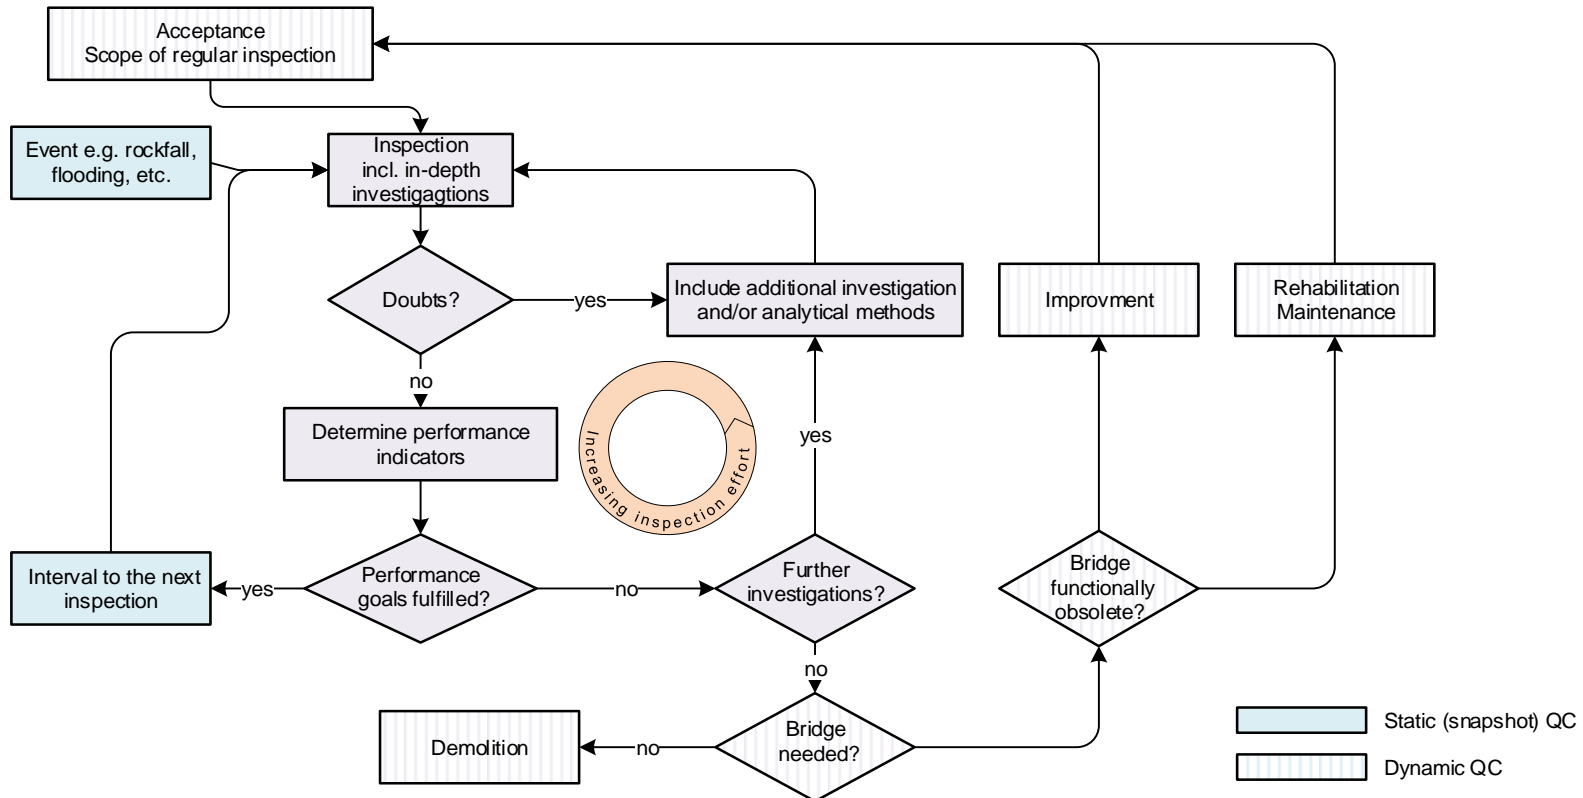 Acceptance
Scope of regular inspection
Event e.g. rockfall,
flooding, etc.
Inspection
incl. in-depth
investigagtions
Doubts?
yes
Include additional investigation
and/or analytical methods
Improvment
Rehabilitation
Maintenance
no
Determine performance
indicators
Increasing inspection effort
yes
Interval to the next
inspection
yes
Performance
goals fulfilled?
no
Further
investigations?
Bridge
functionally
obsolete?
no
Demolition
no
Bridge
needed?
Static (snapshot) QC
Dynamic QC